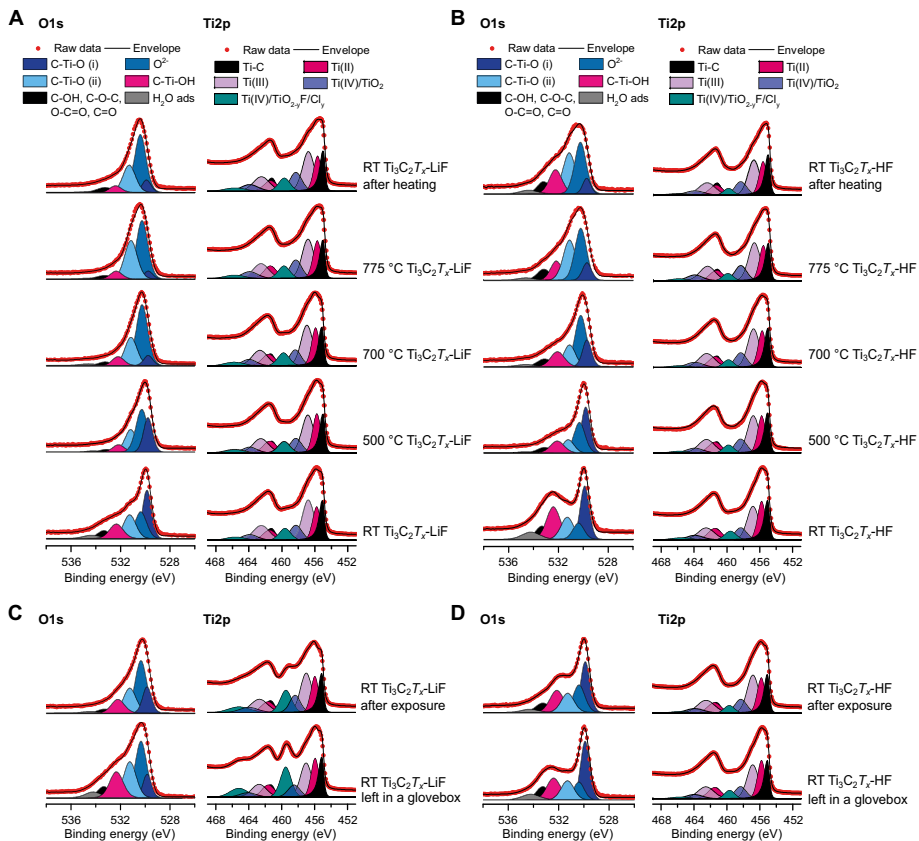 A
O1s
Ti2p
Raw data
Envelope
C-Ti-O (i)
O²⁻
C-Ti-O (ii)
C-Ti-OH
C-OH, C-O-C,
O-C=O, C=O
H₂O ads
Raw data
Envelope
Ti-C
Ti(II)
Ti(III)
Ti(IV)/TiO₂
Ti(IV)/TiO₂₋ᵧF/Clᵧ
RT Ti₃C₂Tₓ-LiF
after heating
775 °C Ti₃C₂Tₓ-LiF
700 °C Ti₃C₂Tₓ-LiF
500 °C Ti₃C₂Tₓ-LiF
RT Ti₃C₂Tₓ-LiF
536 532 528
Binding energy (eV)
468 464 460 456 452
Binding energy (eV)
B
O1s
Ti2p
Raw data
Envelope
C-Ti-O (i)
O²⁻
C-Ti-O (ii)
C-Ti-OH
C-OH, C-O-C,
O-C=O, C=O
H₂O ads
Raw data
Envelope
Ti-C
Ti(II)
Ti(III)
Ti(IV)/TiO₂
Ti(IV)/TiO₂₋ᵧF/Clᵧ
RT Ti₃C₂Tₓ-HF
after heating
775 °C Ti₃C₂Tₓ-HF
700 °C Ti₃C₂Tₓ-HF
500 °C Ti₃C₂Tₓ-HF
RT Ti₃C₂Tₓ-HF
536 532 528
Binding energy (eV)
468 464 460 456 452
Binding energy (eV)
C
O1s
Ti2p
RT Ti₃C₂Tₓ-LiF
after exposure
RT Ti₃C₂Tₓ-LiF
left in a glovebox
536 532 528
Binding energy (eV)
468 464 460 456 452
Binding energy (eV)
D
O1s
Ti2p
RT Ti₃C₂Tₓ-HF
after exposure
RT Ti₃C₂Tₓ-HF
left in a glovebox
536 532 528
Binding energy (eV)
468 464 460 456 452
Binding energy (eV)